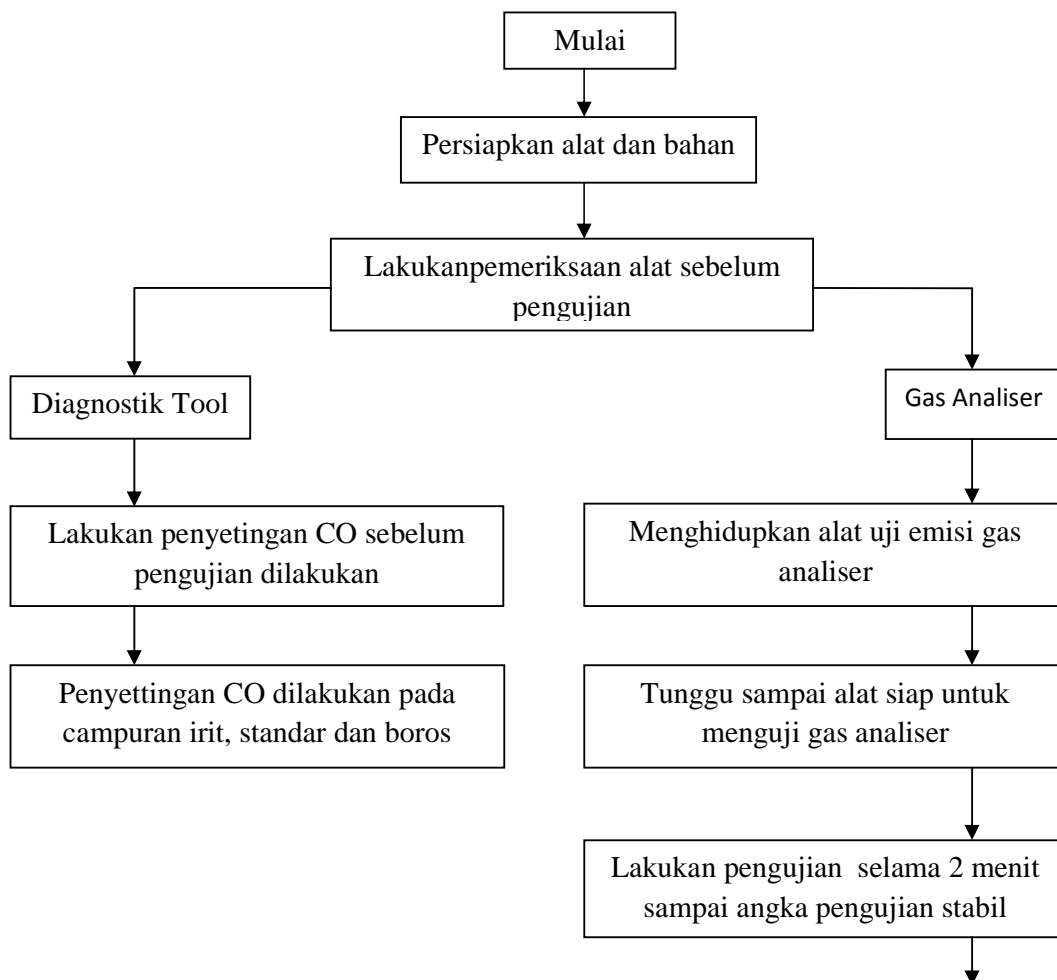 Mulai
Persiapkan alat dan bahan
Lakukanpemeriksaan alat sebelum
pengujian
Diagnostik Tool
Gas Analiser
Lakukan penyetingan CO sebelum
pengujian dilakukan
Menghidupkan alat uji emisi gas
analiser
Penyettingan CO dilakukan pada
campuran irit, standar dan boros
Tunggu sampai alat siap untuk
menguji gas analiser
Lakukan pengujian  selama 2 menit
sampai angka pengujian stabil